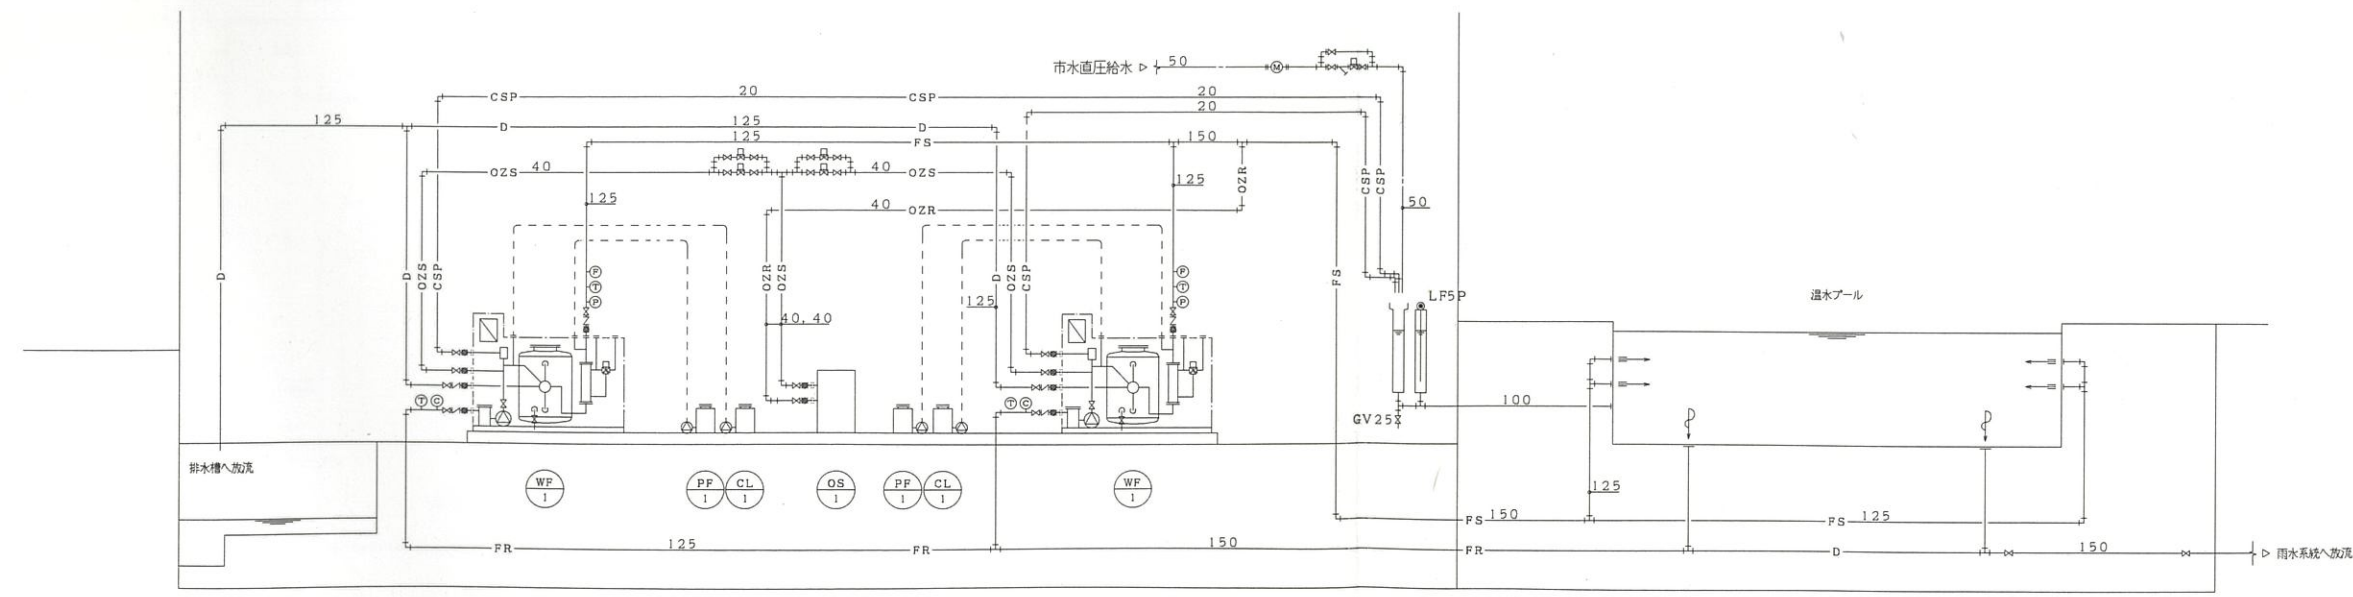 市水直圧給水 50
M
CSP 20 CSP 20
20
125 D 125 D
125 FS 150
OZS 40 40 OZS
OZR
CSP
CSP
125
125
50
40 OZR
D
D
OZS
CSP
OZR
OZS
D
OZS
CSP
FS
F
T
P
F
T
P
125
40, 40
LF5P
温水プール
T C
T C
GV25
100
排水槽へ放流
WF
1
PF
1
CL
1
OS
1
PF
1
CL
1
WF
1
125
FS 150 FS 125
FR 125 FR 150 FR D 150 雨水系統へ放流